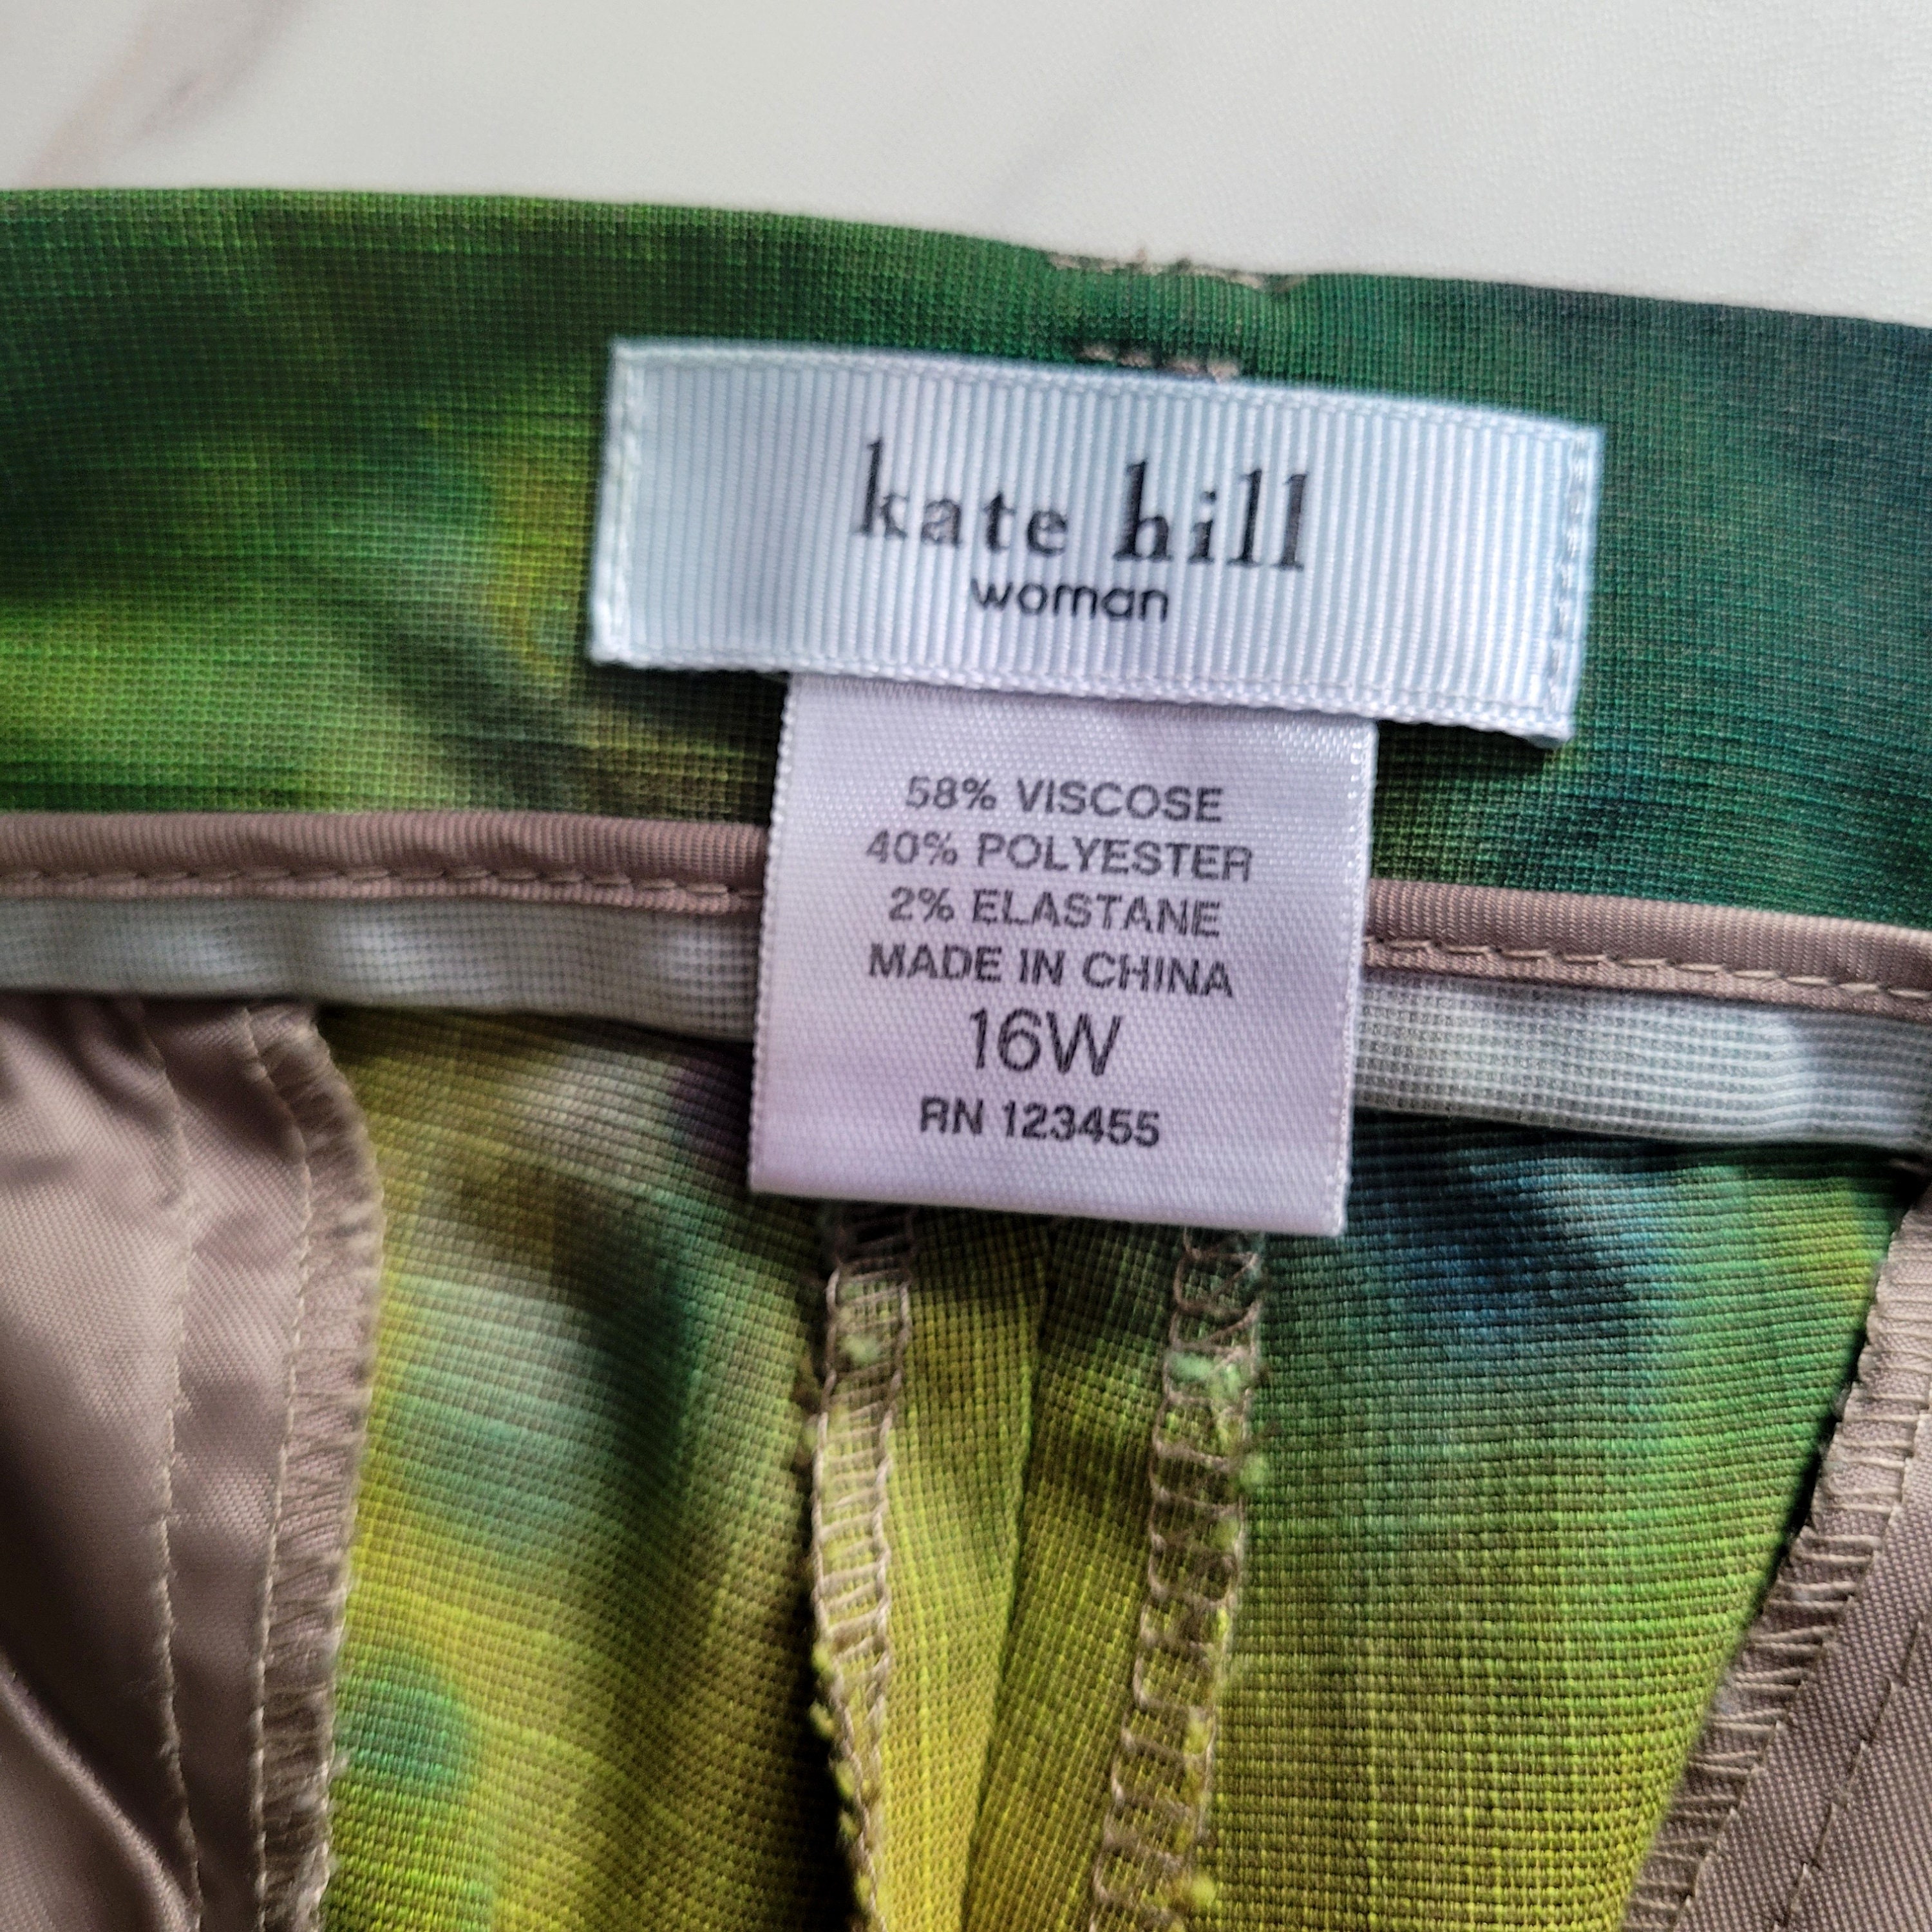 kate hill
woman
58% VISCOSE
40% POLYESTER
2% ELASTANE
MADE IN CHINA
16W
RN 123455